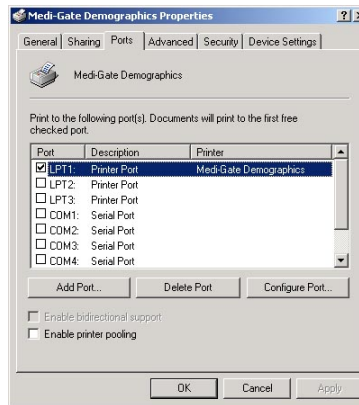 Medi-Gate Demographics Properties
General Sharing Ports Advanced Security Device Settings
Medi-Gate Demographics
Print to the following port(s). Documents will print to the first free
checked port.
Port Description Printer
LPT1: Printer Port Medi-Gate Demographics
LPT2: Printer Port
LPT3: Printer Port
COM1: Serial Port
COM2: Serial Port
COM3: Serial Port
COM4: Serial Port
Add Port... Delete Port Configure Port...
Enable bidirectional support
Enable printer pooling
OK Cancel Apply